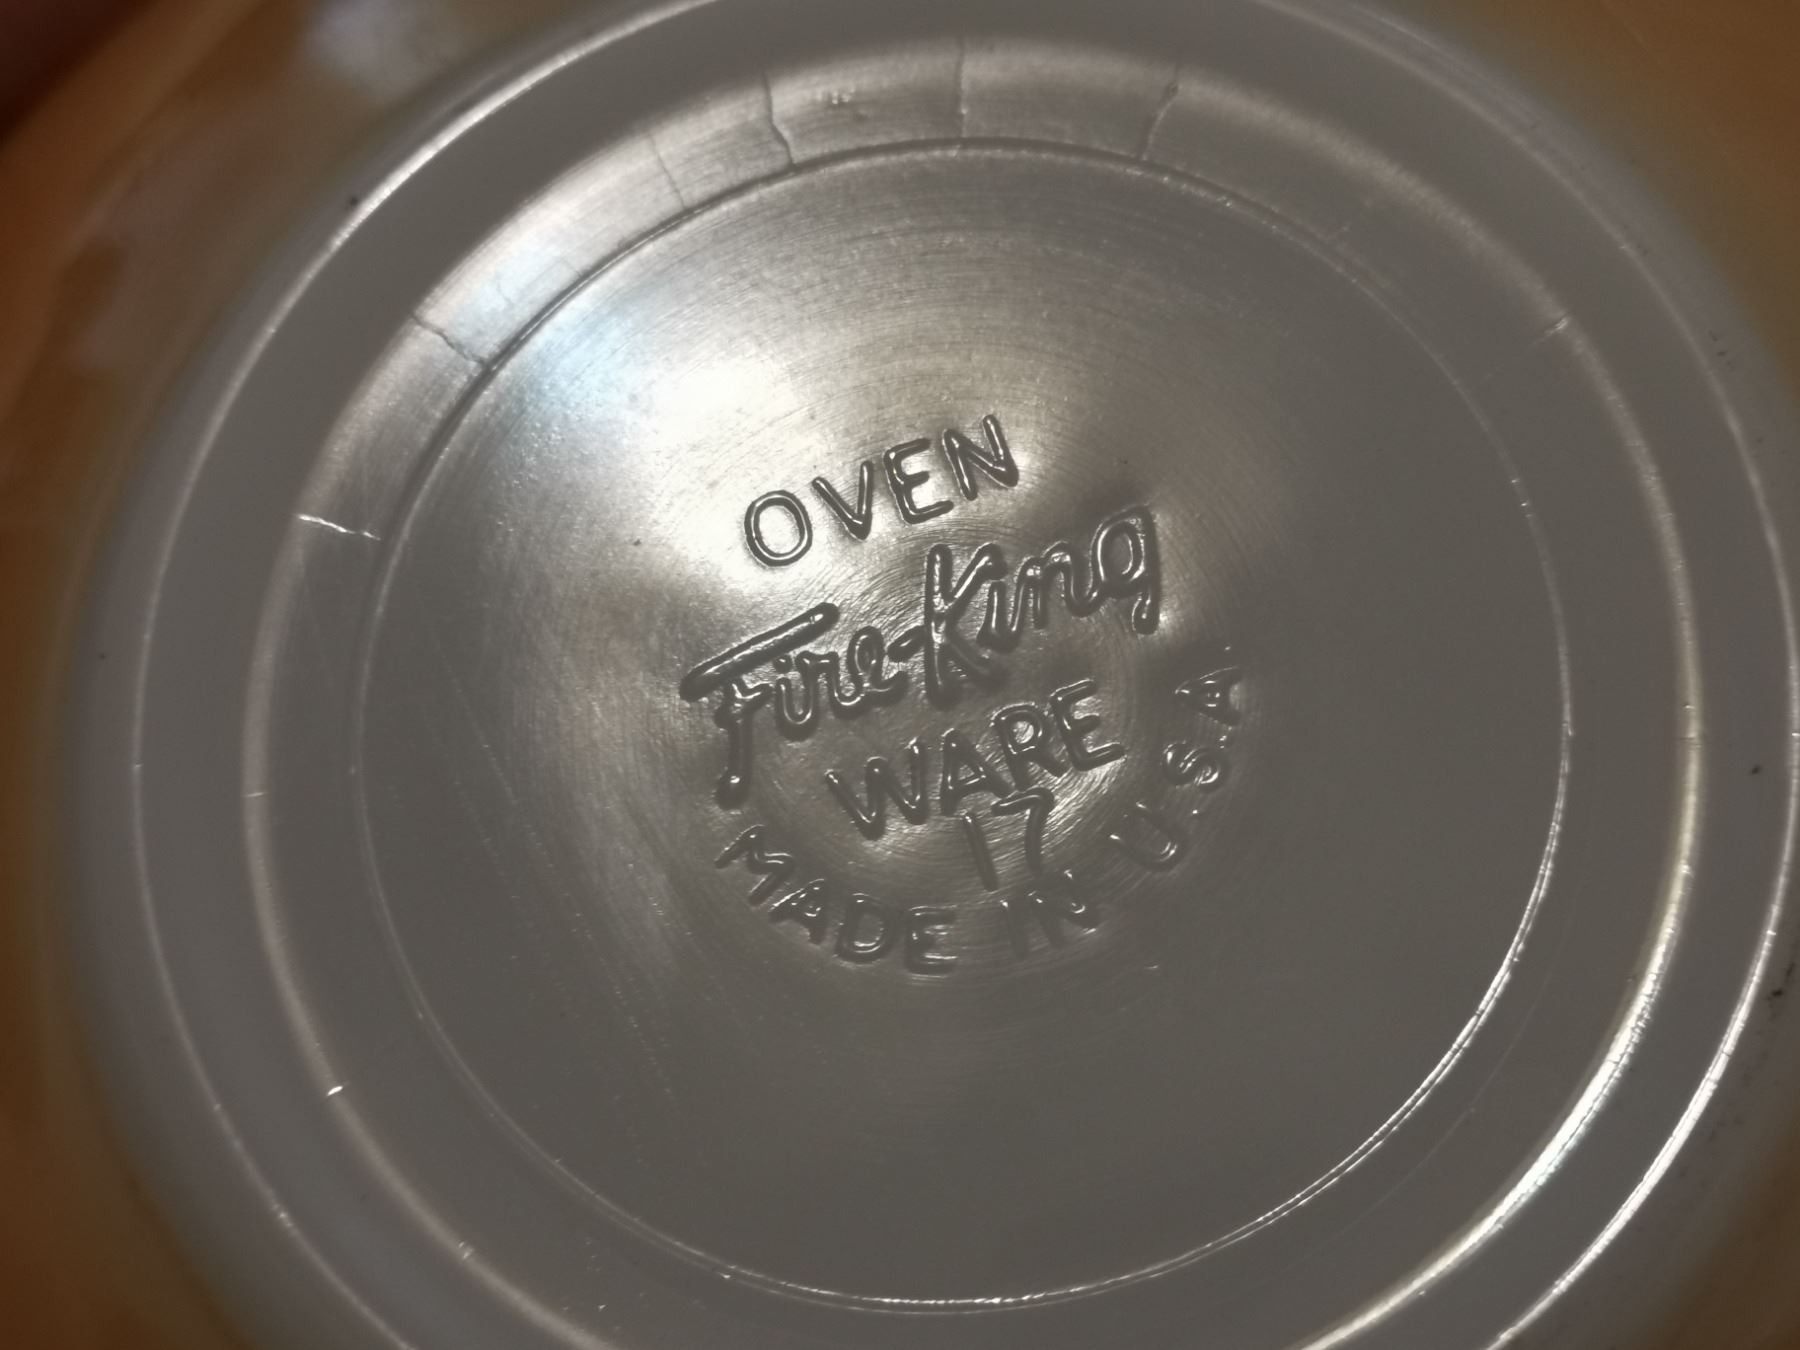 OVEN
Fire-King
WARE
17
MADE IN U.S.A.